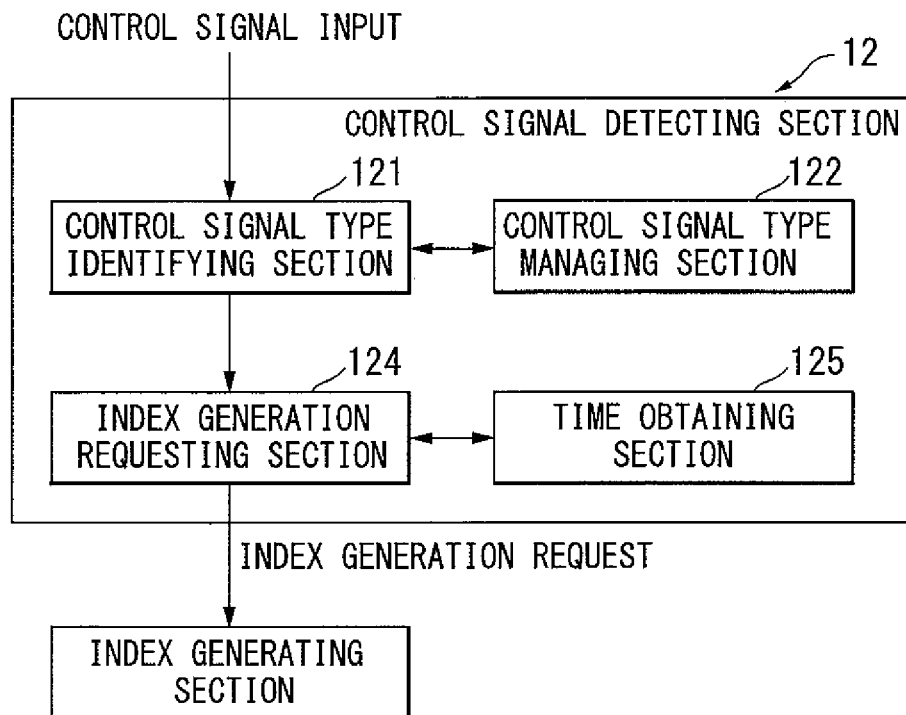 CONTROL SIGNAL INPUT
12
CONTROL SIGNAL DETECTING SECTION
121
122
CONTROL SIGNAL TYPE
IDENTIFYING SECTION
CONTROL SIGNAL TYPE
MANAGING SECTION
124
125
INDEX GENERATION
REQUESTING SECTION
TIME OBTAINING
SECTION
INDEX GENERATION REQUEST
INDEX GENERATING
SECTION